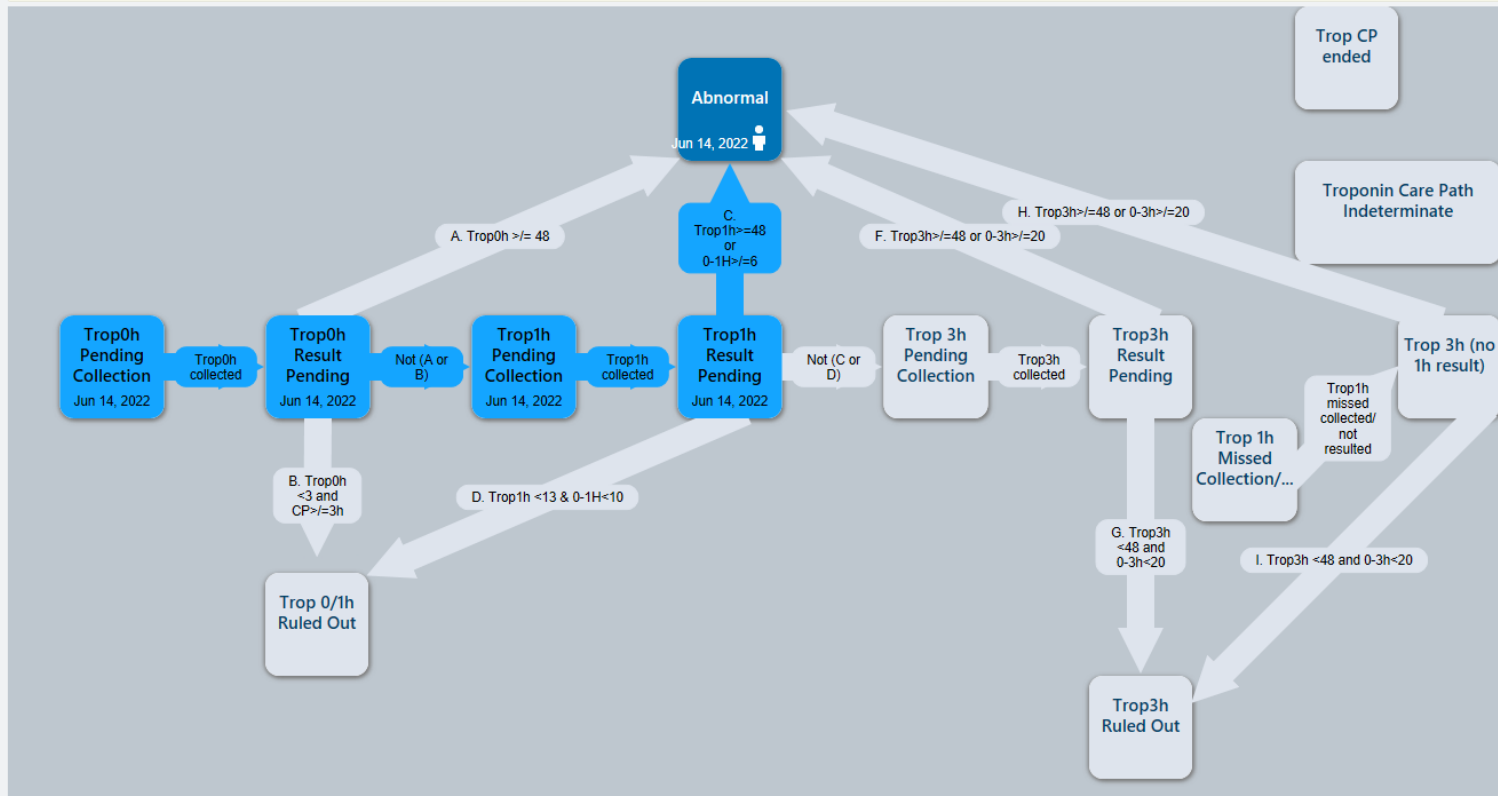 Trop CP
ended
Abnormal
Jun 14, 2022
Troponin Care Path
Indeterminate
C.
Trop1h>=48
or
0-1H>/=6
H. Trop3h>/=48 or 0-3h>/=20
A. Trop0h >/= 48
F. Trop3h>/=48 or 0-3h>/=20
Trop0h
Pending
Collection
Jun 14, 2022
Trop0h
collected
Trop0h
Result
Pending
Jun 14, 2022
Not (A or
B)
Trop1h
Pending
Collection
Jun 14, 2022
Trop1h
collected
Trop1h
Result
Pending
Jun 14, 2022
Not (C or
D)
Trop 3h
Pending
Collection
Trop3h
collected
Trop3h
Result
Pending
Trop 3h (no
1h result)
Trop1h
missed
collected/
not
resulted
Trop 1h
Missed
Collection/...
B. Trop0h
<3 and
CP>/=3h
D. Trop1h <13 & 0-1H<10
G. Trop3h
<48 and
0-3h<20
I. Trop3h <48 and 0-3h<20
Trop 0/1h
Ruled Out
Trop3h
Ruled Out